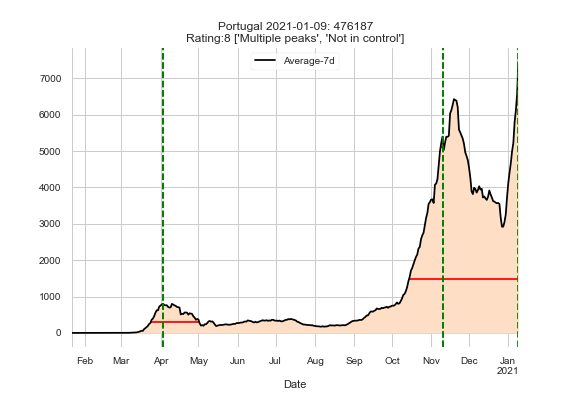 Portugal 2021-01-09: 476187
Rating:8 ['Multiple peaks', 'Not in control']
Average-7d
7000
6000
5000
4000
3000
2000
1000
0
Feb Mar Apr May Jun Jul Aug Sep Oct Nov Dec Jan
2021
Date